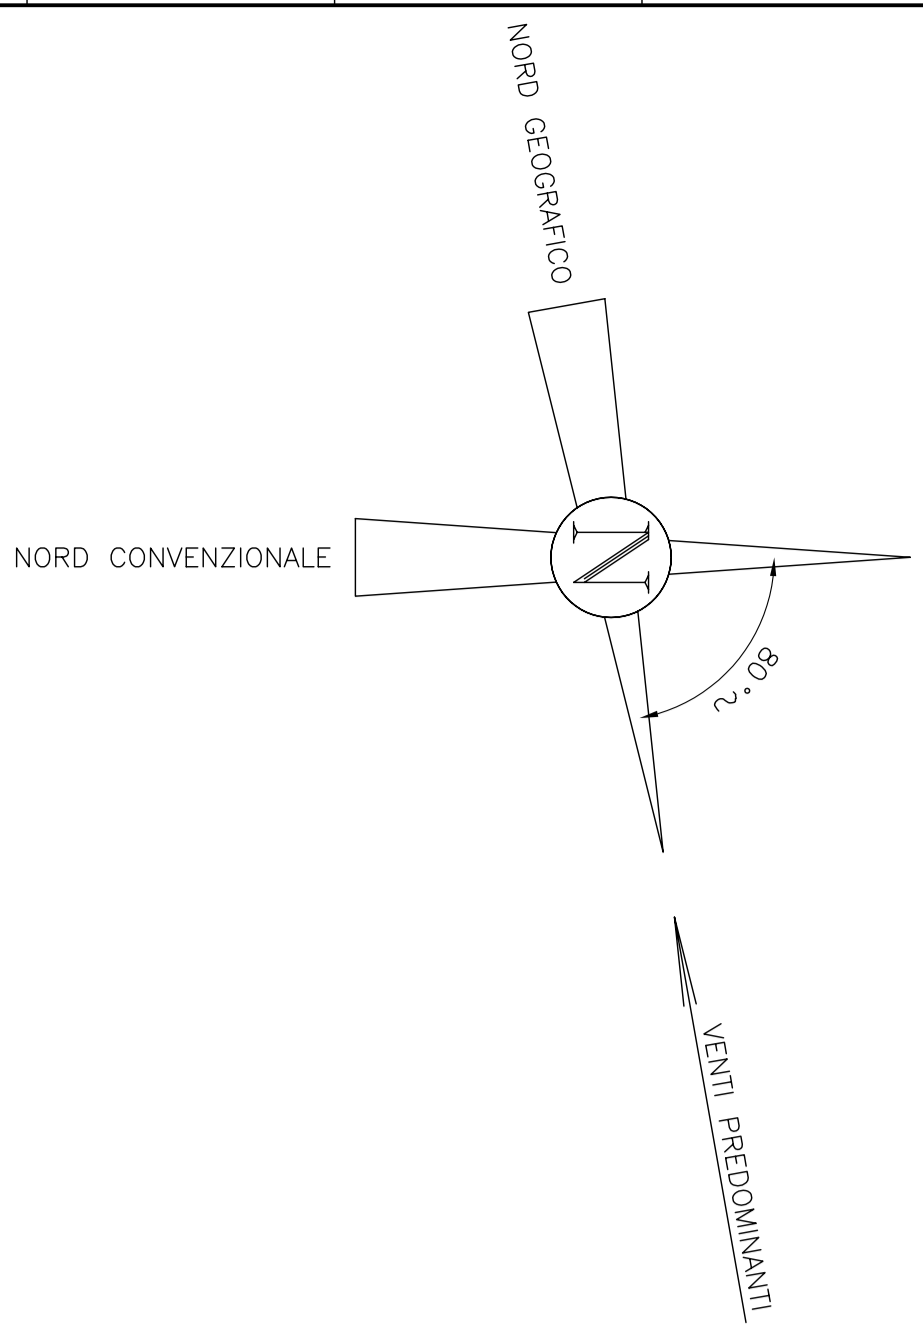 NORD GEOGRAFICO
NORD CONVENZIONALE
N
80°~
VENTI PREDOMINANTI